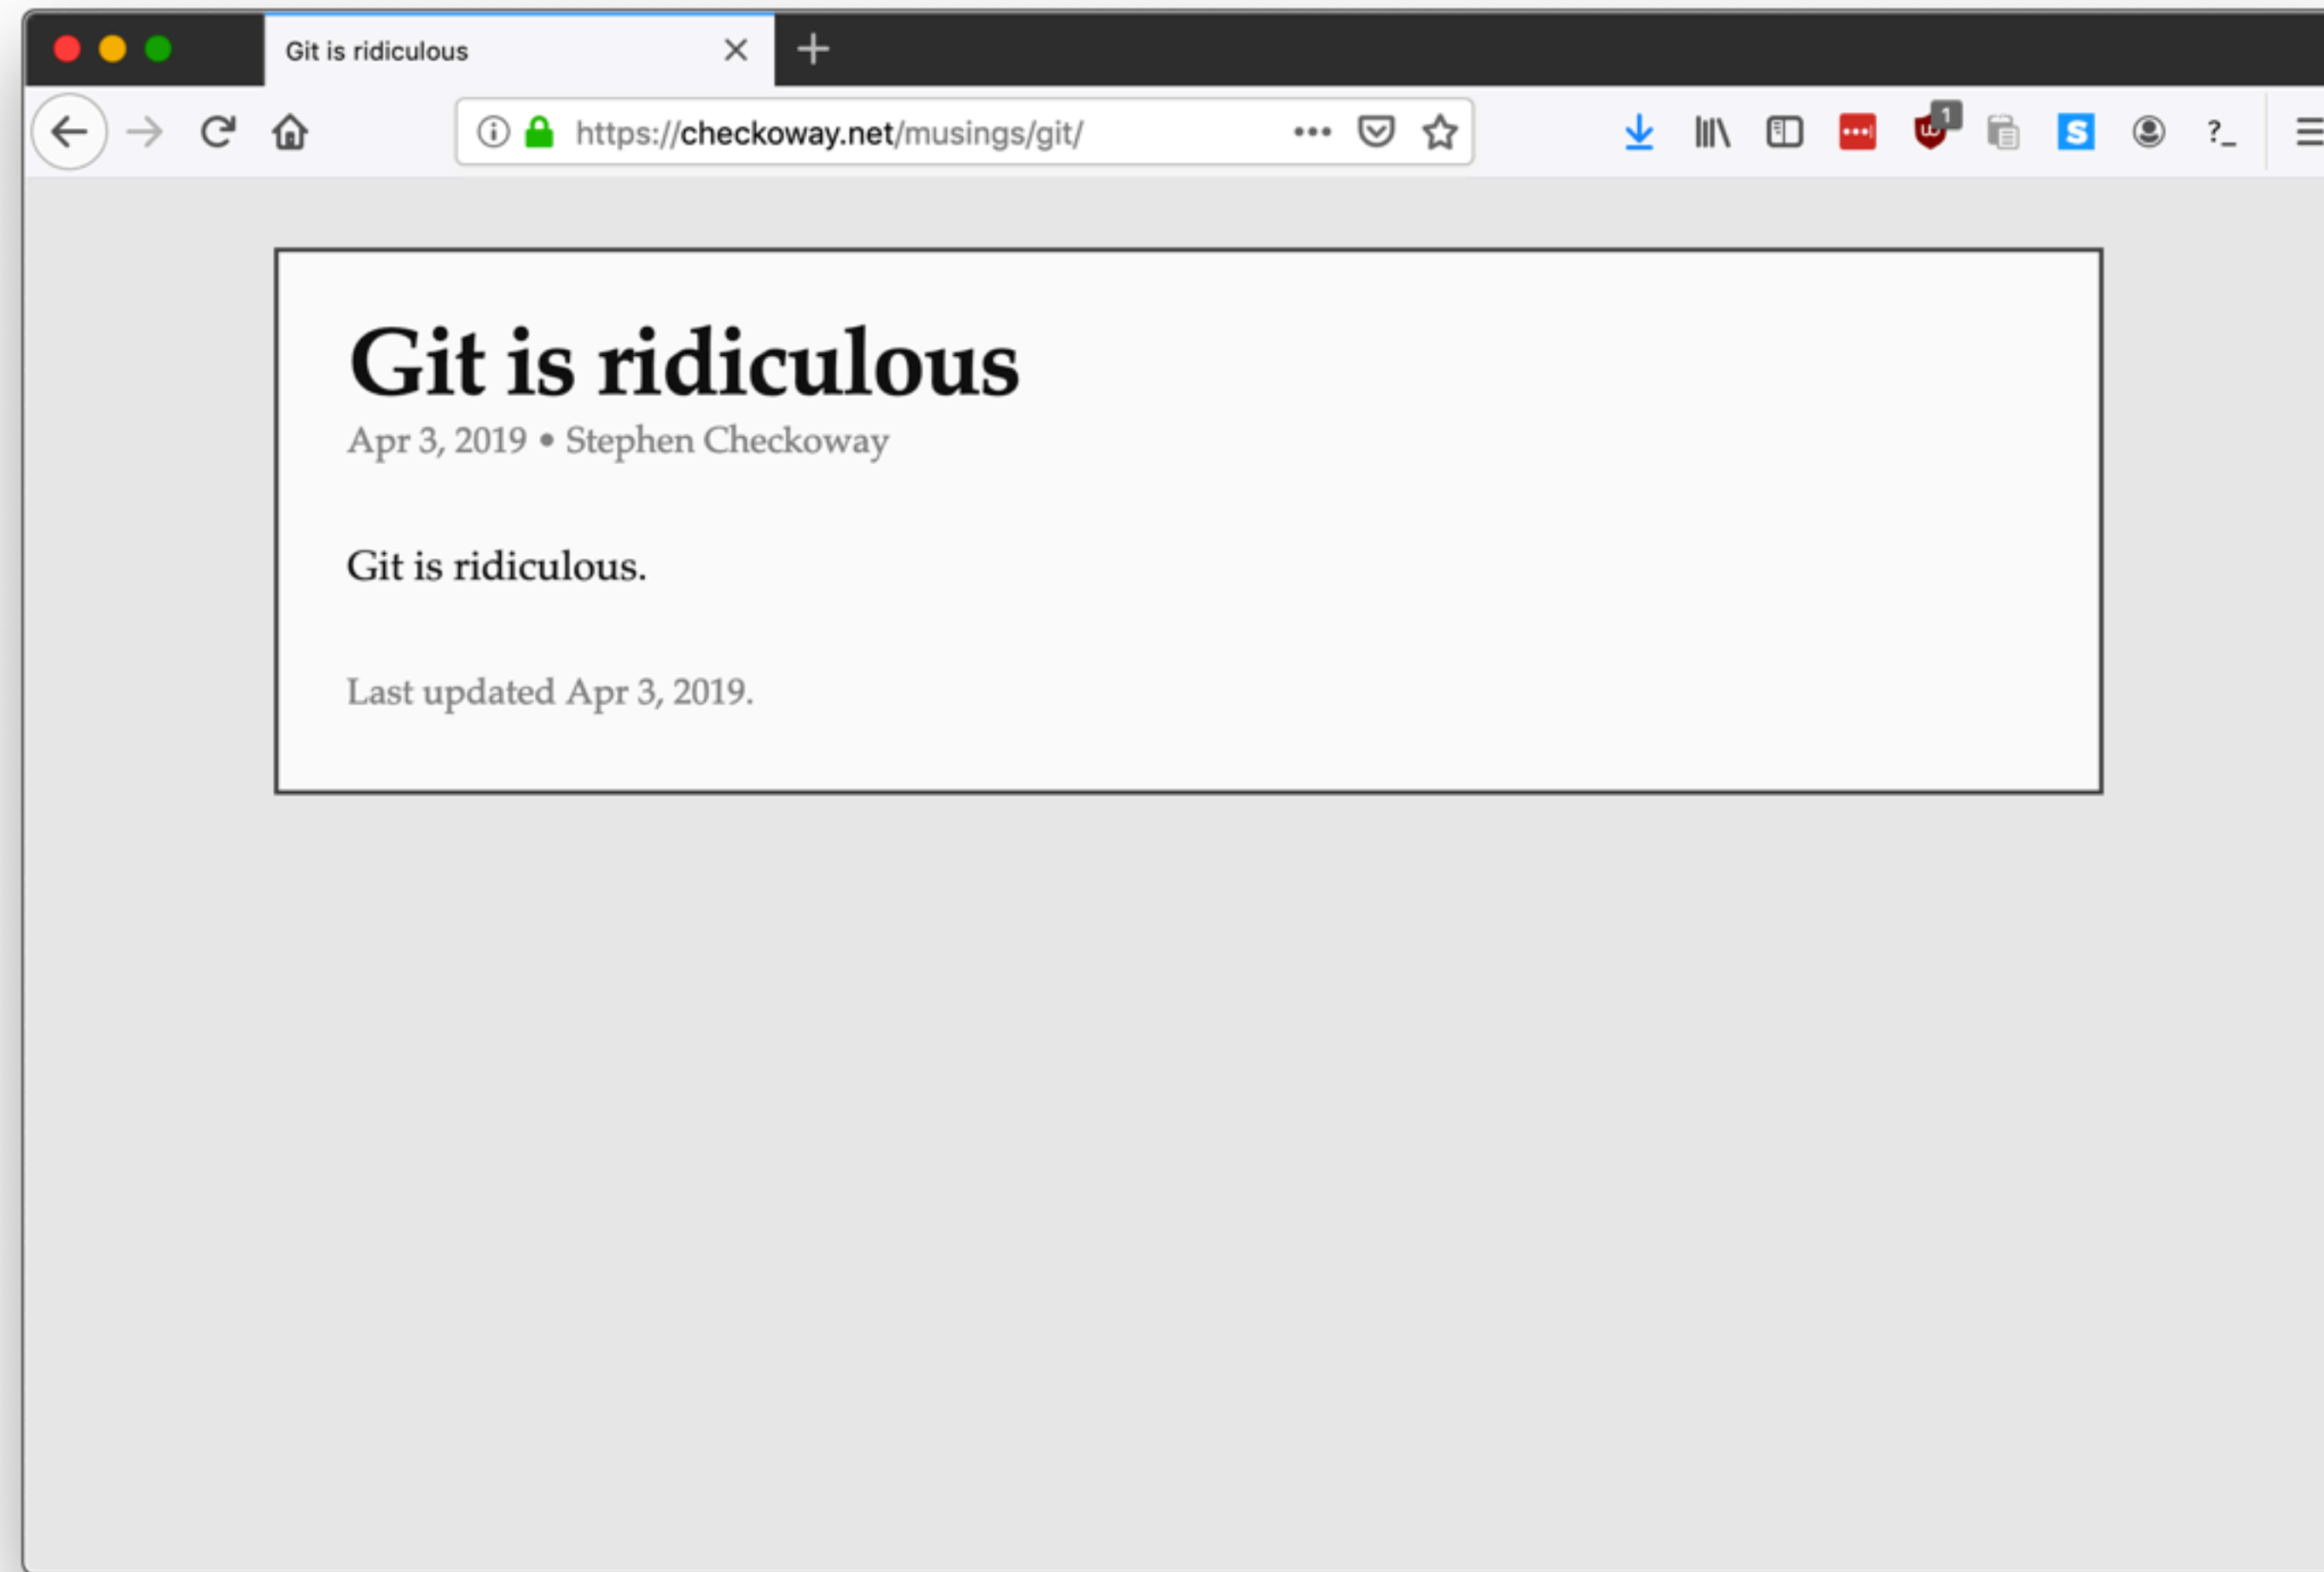 Git is ridiculous
https://checkoway.net/musings/git/
1
S
?_
Git is ridiculous
Apr 3, 2019 • Stephen Checkoway
Git is ridiculous.
Last updated Apr 3, 2019.